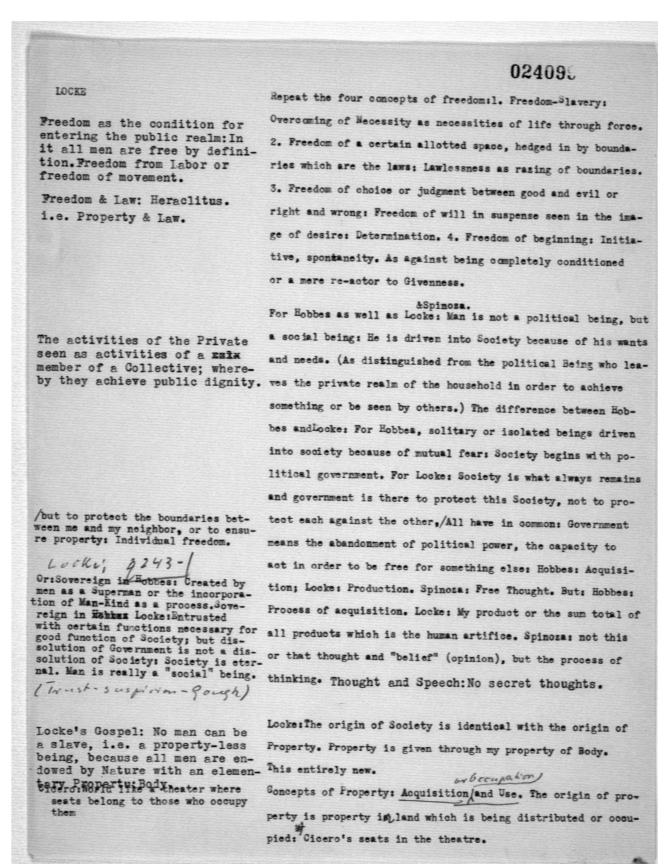 02409
LOCKE
Freedom as the condition for
entering the public realm:In
it all men are free by defini-
tion.Freedom from Labor or
freedom of movement.
Freedom & Law: Heraclitus.
i.e. Property & Law.
The activities of the Private
seen as activities of a
member of a Collective; where-
by they achieve public dignity.
/but to protect the boundaries bet-
ween me and my neighbor, or to ensu-
re property: Individual freedom.
Locke, §243-
Or:Sovereign in Hobbes: Created by
men as a Superman or the incorpora-
tion of Man-Kind as a process.Sove-
reign in Locke:Entrusted
with certain functions necessary for
good function of Society; but dis-
solution of Government is not a dis-
solution of Society: Society is eter-
nal. Man is really a "social" being.
(Trust-suspicion-Gough)
Locke's Gospel: No man can be
a slave, i.e. a property-less
being, because all men are en-
dowed by Nature with an elemen-
tary Property:Body.
Cicero:World like a theater where
seats belong to those who occupy
them
Repeat the four concepts of freedom:1. Freedom-Slavery:
Overcoming of Necessity as necessities of life through force.
2. Freedom of a certain allotted space, hedged in by bounda-
ries which are the laws: Lawlessness as razing of boundaries.
3. Freedom of choice or judgment between good and evil or
right and wrong: Freedom of will in suspense seen in the ima-
ge of desire: Determination. 4. Freedom of beginning: Initia-
tive, spontaneity. As against being completely conditioned
or a mere re-actor to Givenness.
&Spinoza.
For Hobbes as well as Locke: Man is not a political being, but
a social being: He is driven into Society because of his wants
and needs. (As distinguished from the political Being who lea-
ves the private realm of the household in order to achieve
something or be seen by others.) The difference between Hob-
bes andLocke: For Hobbes, solitary or isolated beings driven
into society because of mutual fear: Society begins with po-
litical government. For Locke: Society is what always remains
and government is there to protect this Society, not to pro-
tect each against the other./All have in common: Government
means the abandonment of political power, the capacity to
act in order to be free for something else: Hobbes: Acquisi-
tion; Locke: Production. Spinoza: Free Thought. But: Hobbes:
Process of acquisition. Locke: My product or the sum total of
all products which is the human artifice. Spinoza: not this
or that thought and "belief" (opinion), but the process of
thinking. Thought and Speech:No secret thoughts.
Locke:The origin of Society is identical with the origin of
Property. Property is given through my property of Body.
This entirely new.
or Occupation)
Concepts of Property: Acquisition/and Use. The origin of pro-
perty is property in land which is being distributed or occu-
pied: Cicero's seats in the theatre.